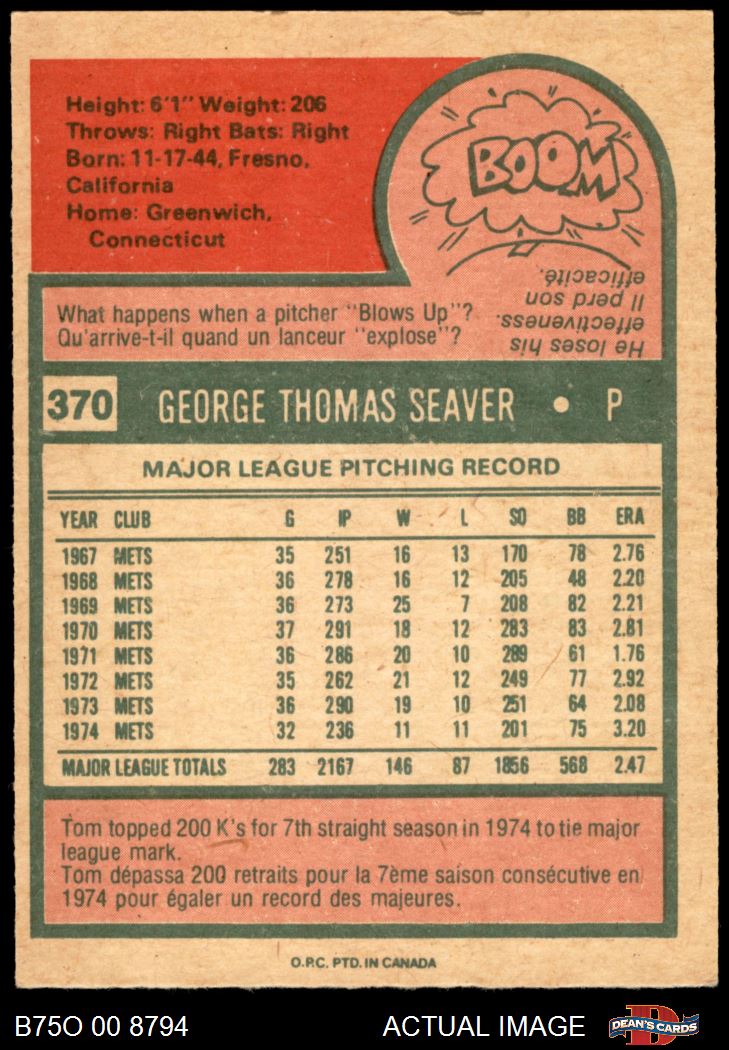 Height: 6'1" Weight: 206
Throws: Right Bats: Right
Born: 11-17-44, Fresno,
California
Home: Greenwich,
Connecticut
BOOM
He loses his
effectiveness.
Il perd son
efficacité.
What happens when a pitcher "Blows Up"?
Qu'arrive-t-il quand un lanceur "explose"?
370 GEORGE THOMAS SEAVER • P
MAJOR LEAGUE PITCHING RECORD
YEAR CLUB G IP W L SO BB ERA
1967 METS 35 251 16 13 170 78 2.76
1968 METS 36 278 16 12 205 48 2.20
1969 METS 36 273 25 7 208 82 2.21
1970 METS 37 291 18 12 283 83 2.81
1971 METS 36 286 20 10 289 61 1.76
1972 METS 35 262 21 12 249 77 2.92
1973 METS 36 290 19 10 251 64 2.08
1974 METS 32 236 11 11 201 75 3.20
MAJOR LEAGUE TOTALS 283 2167 146 87 1856 568 2.47
Tom topped 200 K's for 7th straight season in 1974 to tie major
league mark.
Tom dépassa 200 retraits pour la 7ème saison consécutive en
1974 pour égaler un record des majeures.
O.P.C. PTD. IN CANADA
B75O 00 8794 ACTUAL IMAGE DEAN'S CARDS